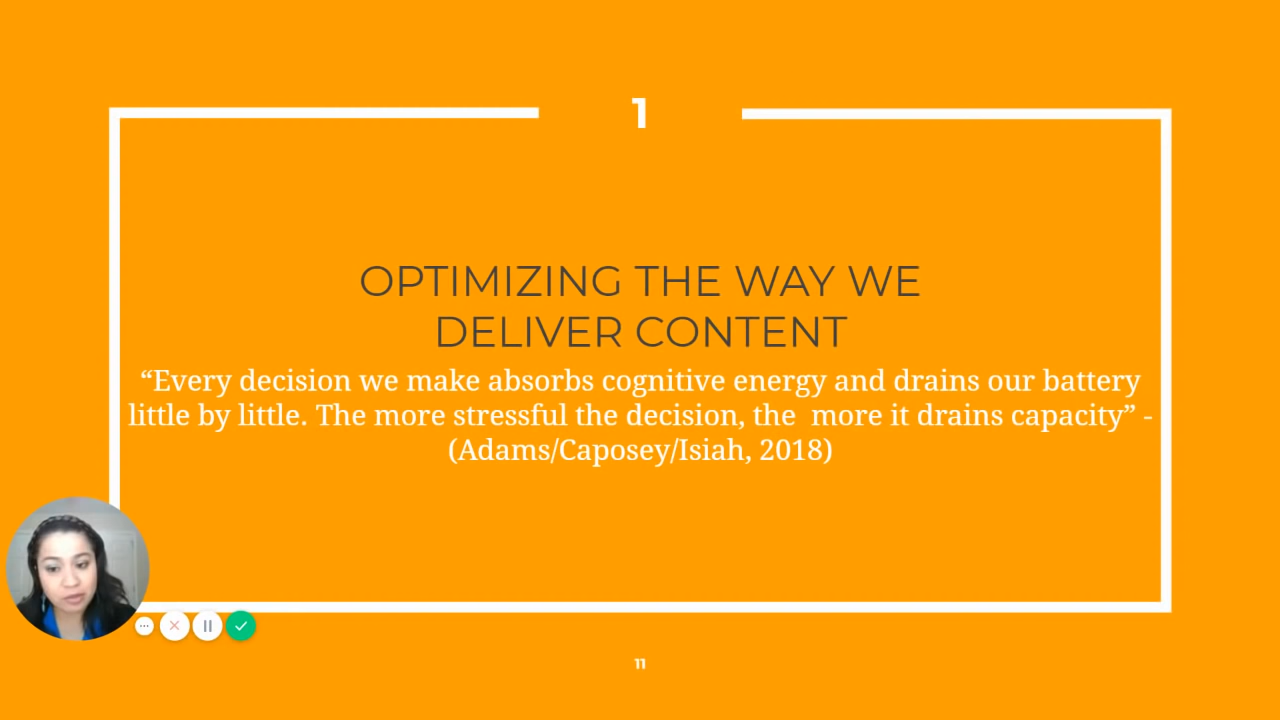 1
OPTIMIZING THE WAY WE
DELIVER CONTENT
“Every decision we make absorbs cognitive energy and drains our battery
little by little. The more stressful the decision, the  more it drains capacity” -
(Adams/Caposey/Isiah, 2018)
11